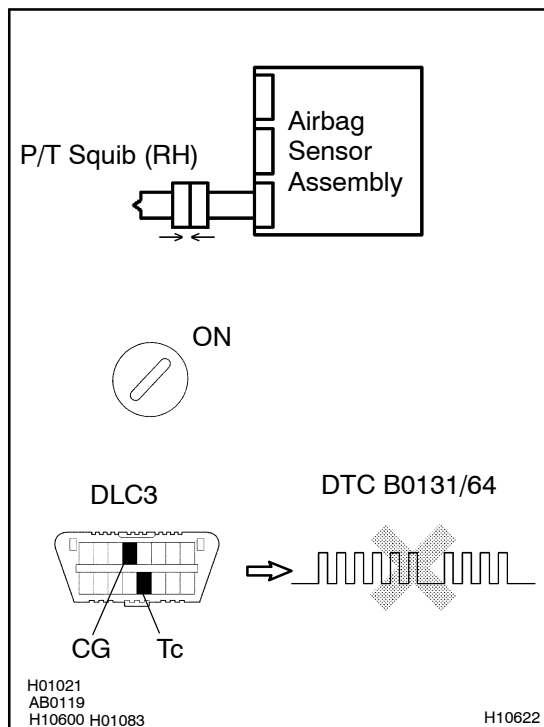 Airbag
Sensor
Assembly
P/T Squib (RH)
ON
DLC3
DTC B0131/64
CG Tc
H01021
AB0119
H10600 H01083
H10622